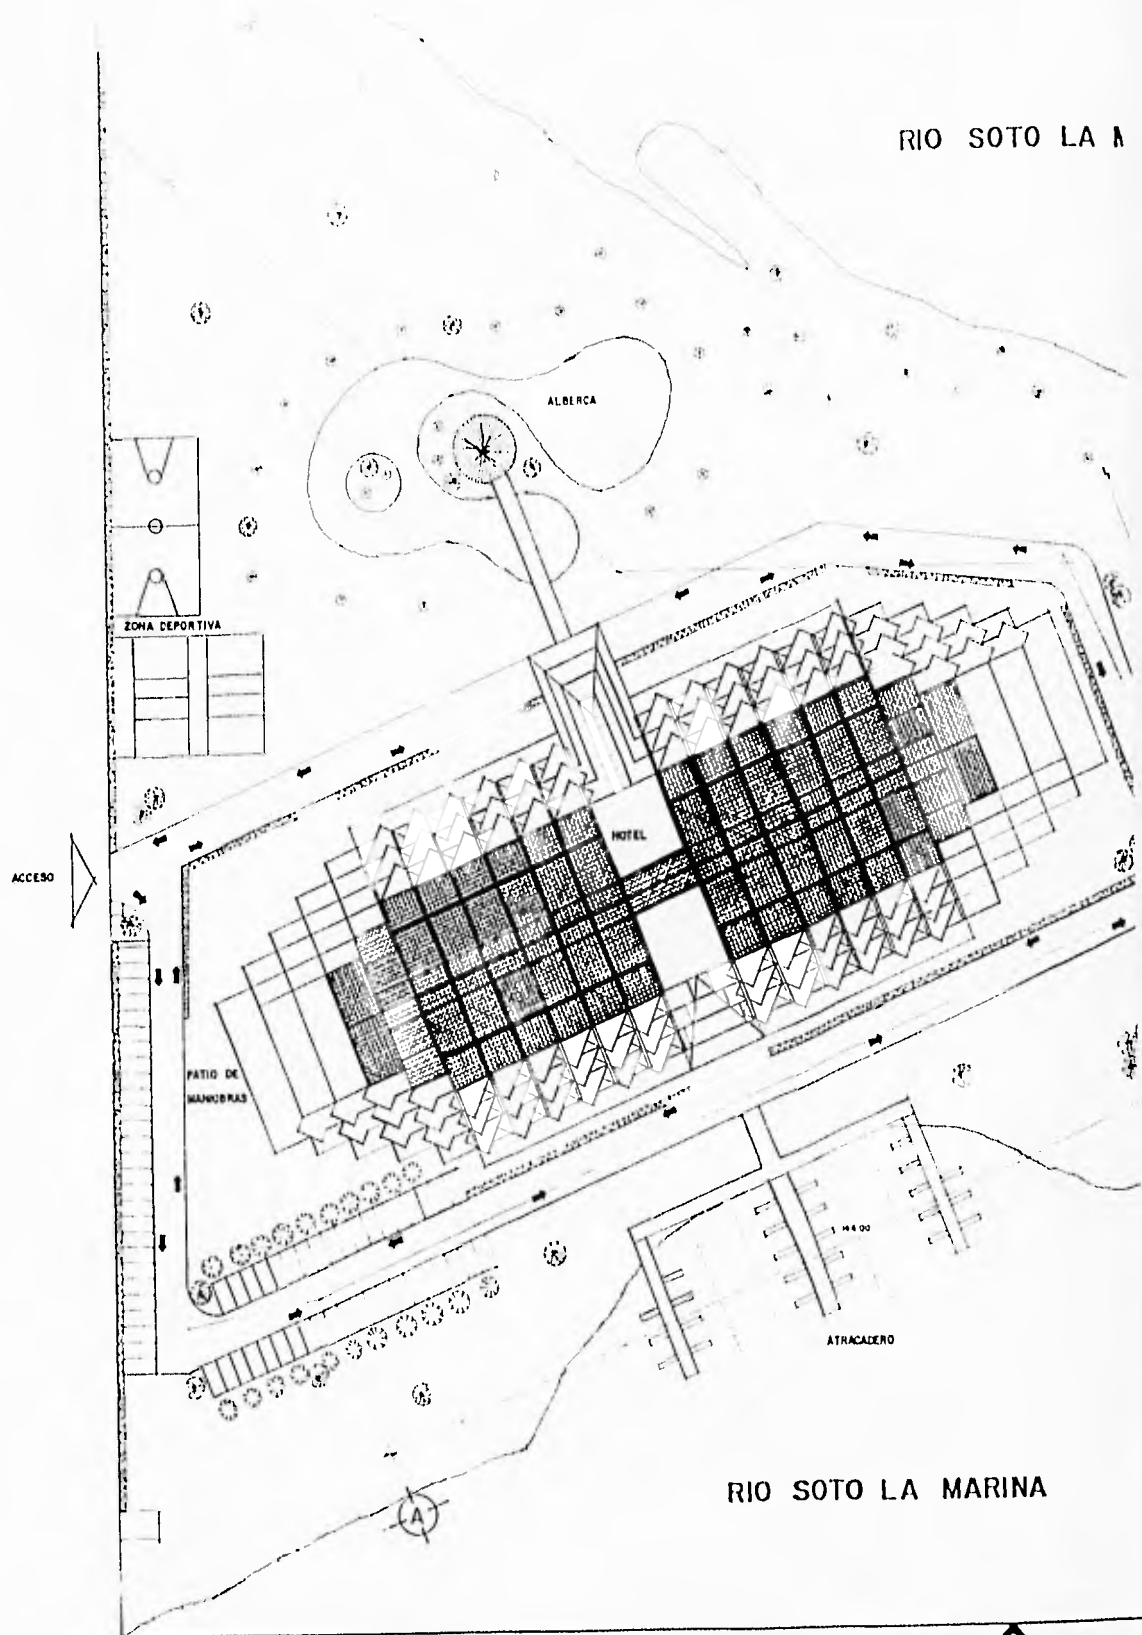 RIO SOTO LA
ALBERCA
ZONA DEPORTIVA
HOTEL
ACCESO
PATIO DE
MANIOBRAS
ATRACADERO
RIO SOTO LA MARINA
A